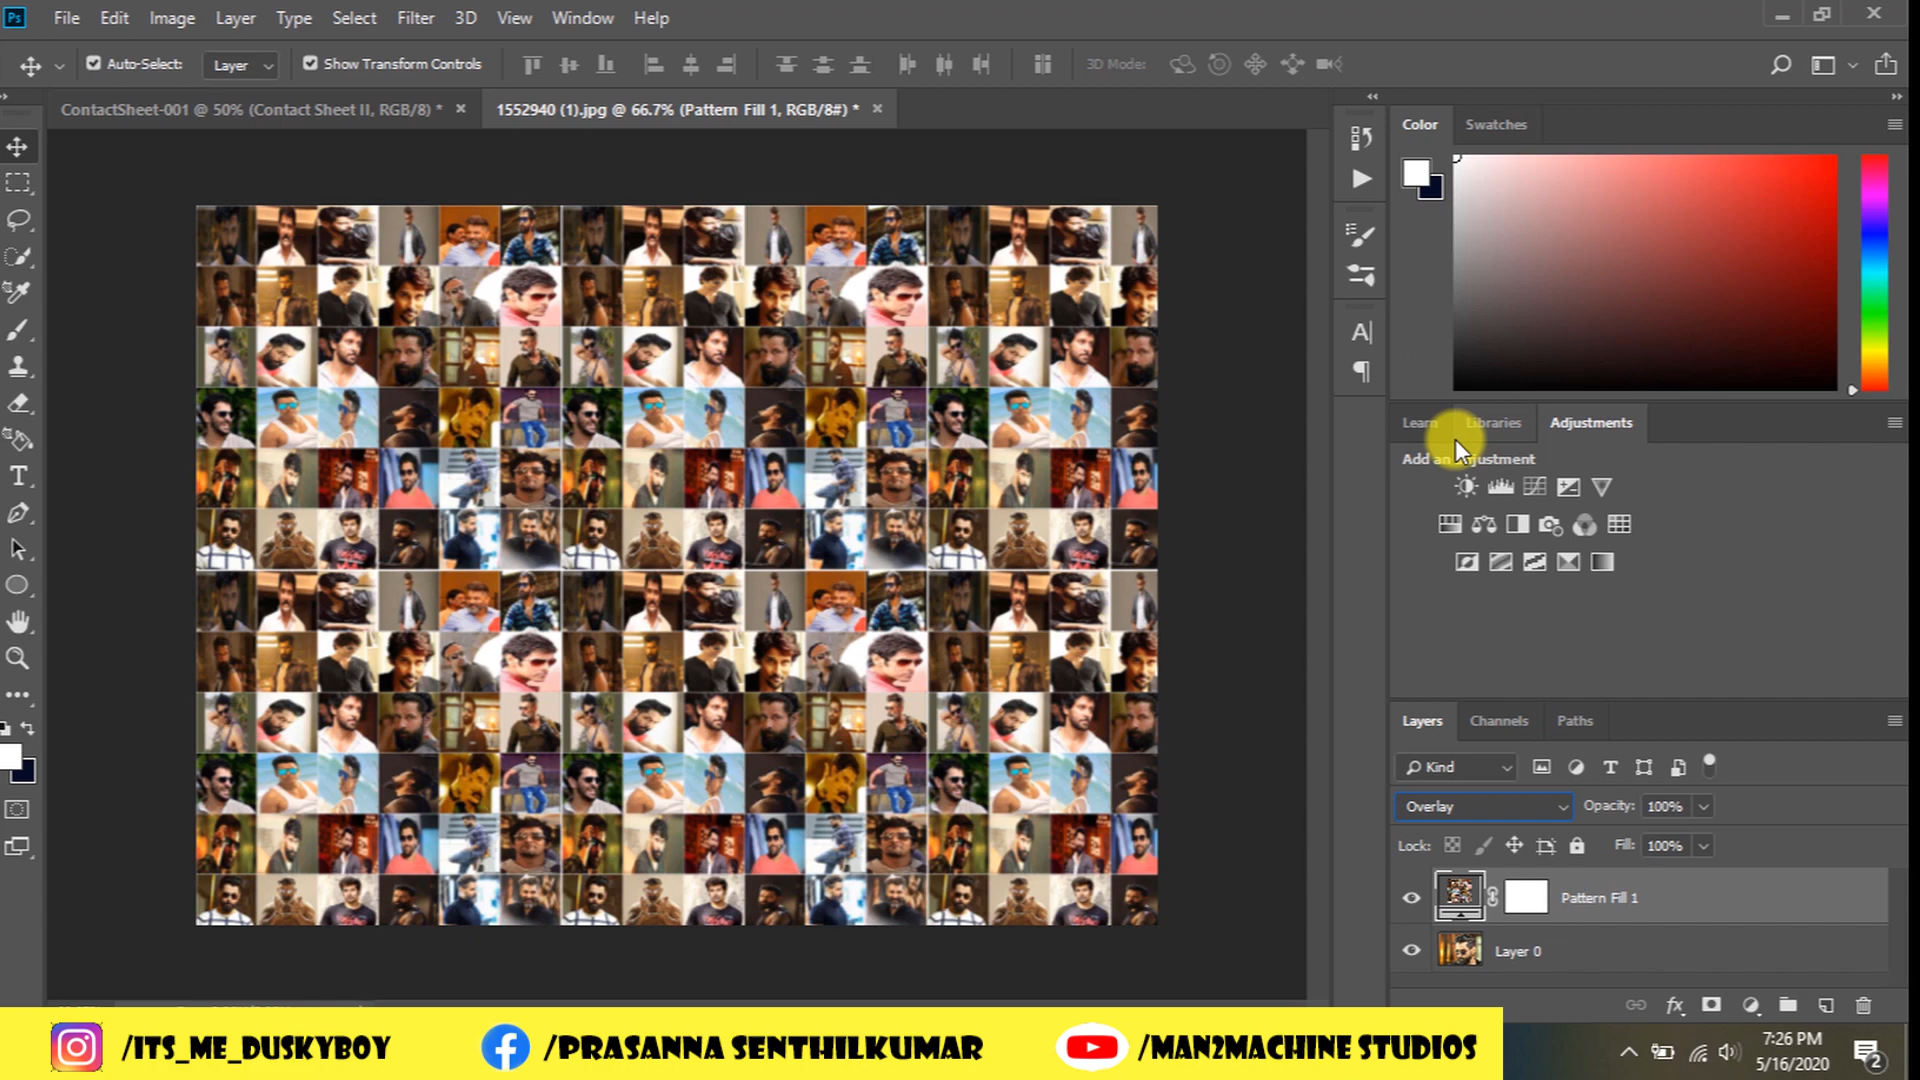 Ps File Edit Image Layer Type Select Filter 3D View Window Help
Auto-Select: Layer Show Transform Controls 3D Mode:
ContactSheet-001 @ 50% (Contact Sheet II, RGB/8) * 1552940 (1).jpg @ 66.7% (Pattern Fill 1, RGB/8#) *
Color Swatches
Learn Libraries Adjustments
Add an Adjustment
Layers Channels Paths
Kind
Overlay Opacity: 100%
Lock: Fill: 100%
Pattern Fill 1
Layer 0
/ITS_ME_DUSKYBOY /PRASANNA SENTHILKUMAR /MAN2MACHINE STUDIOS
7:26 PM
5/16/2020
2